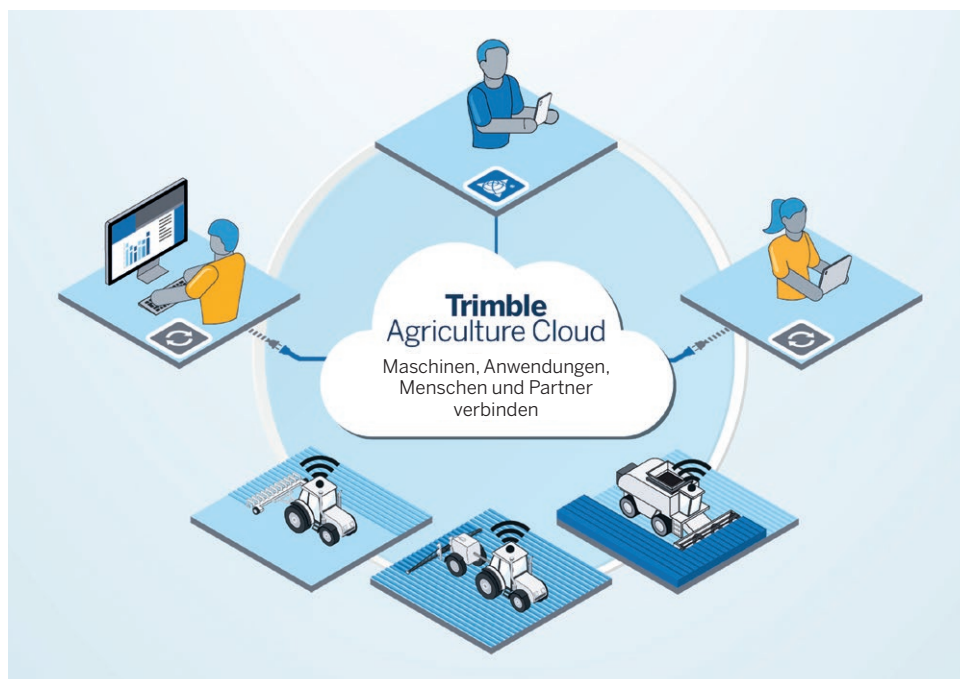 Trimble
Agriculture Cloud
Maschinen, Anwendungen,
Menschen und Partner
verbinden